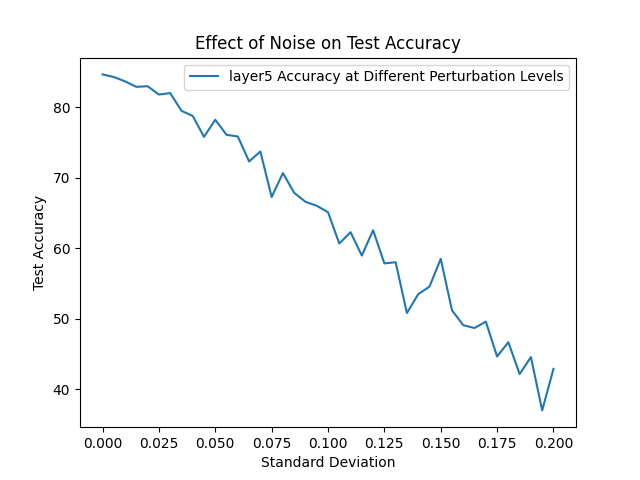 Effect of Noise on Test Accuracy
layer5 Accuracy at Different Perturbation Levels
Test Accuracy
80
70
60
50
40
0.000 0.025 0.050 0.075 0.100 0.125 0.150 0.175 0.200
Standard Deviation